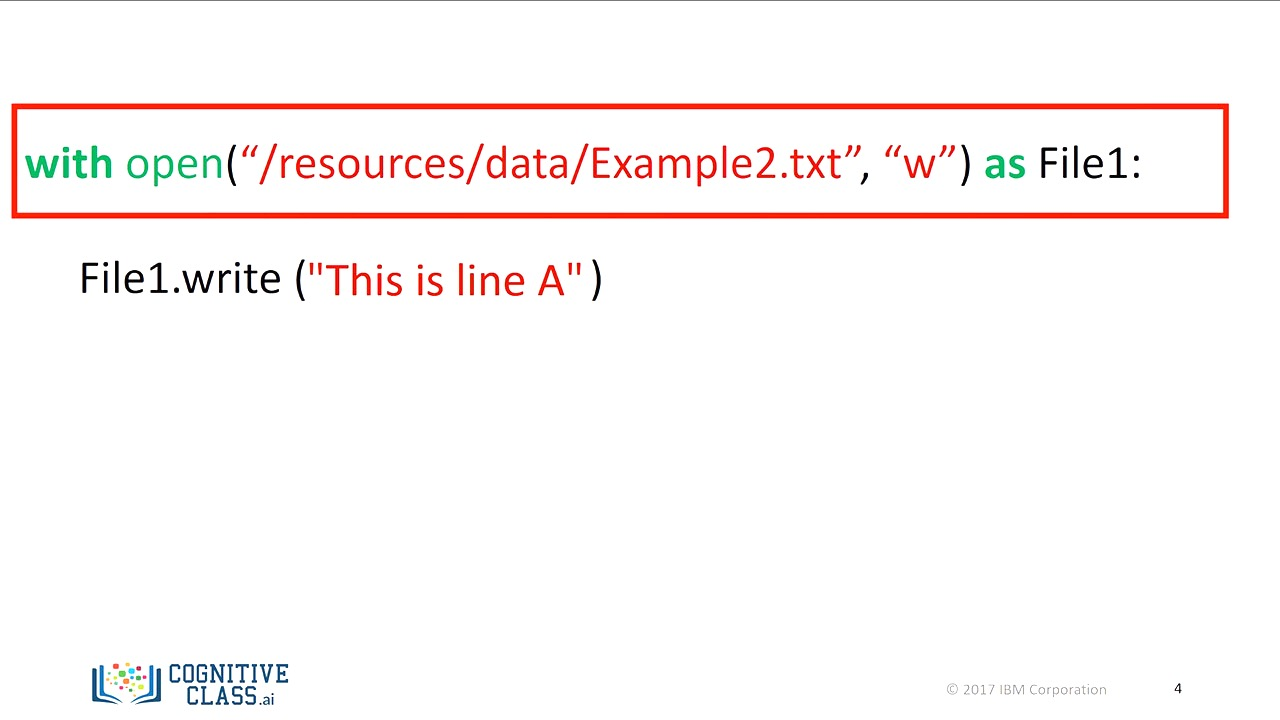 with open(“/resources/data/Example2.txt”, “w”) as File1:
File1.write ("This is line A" )
COGNITIVE
CLASS.ai
© 2017 IBM Corporation
4